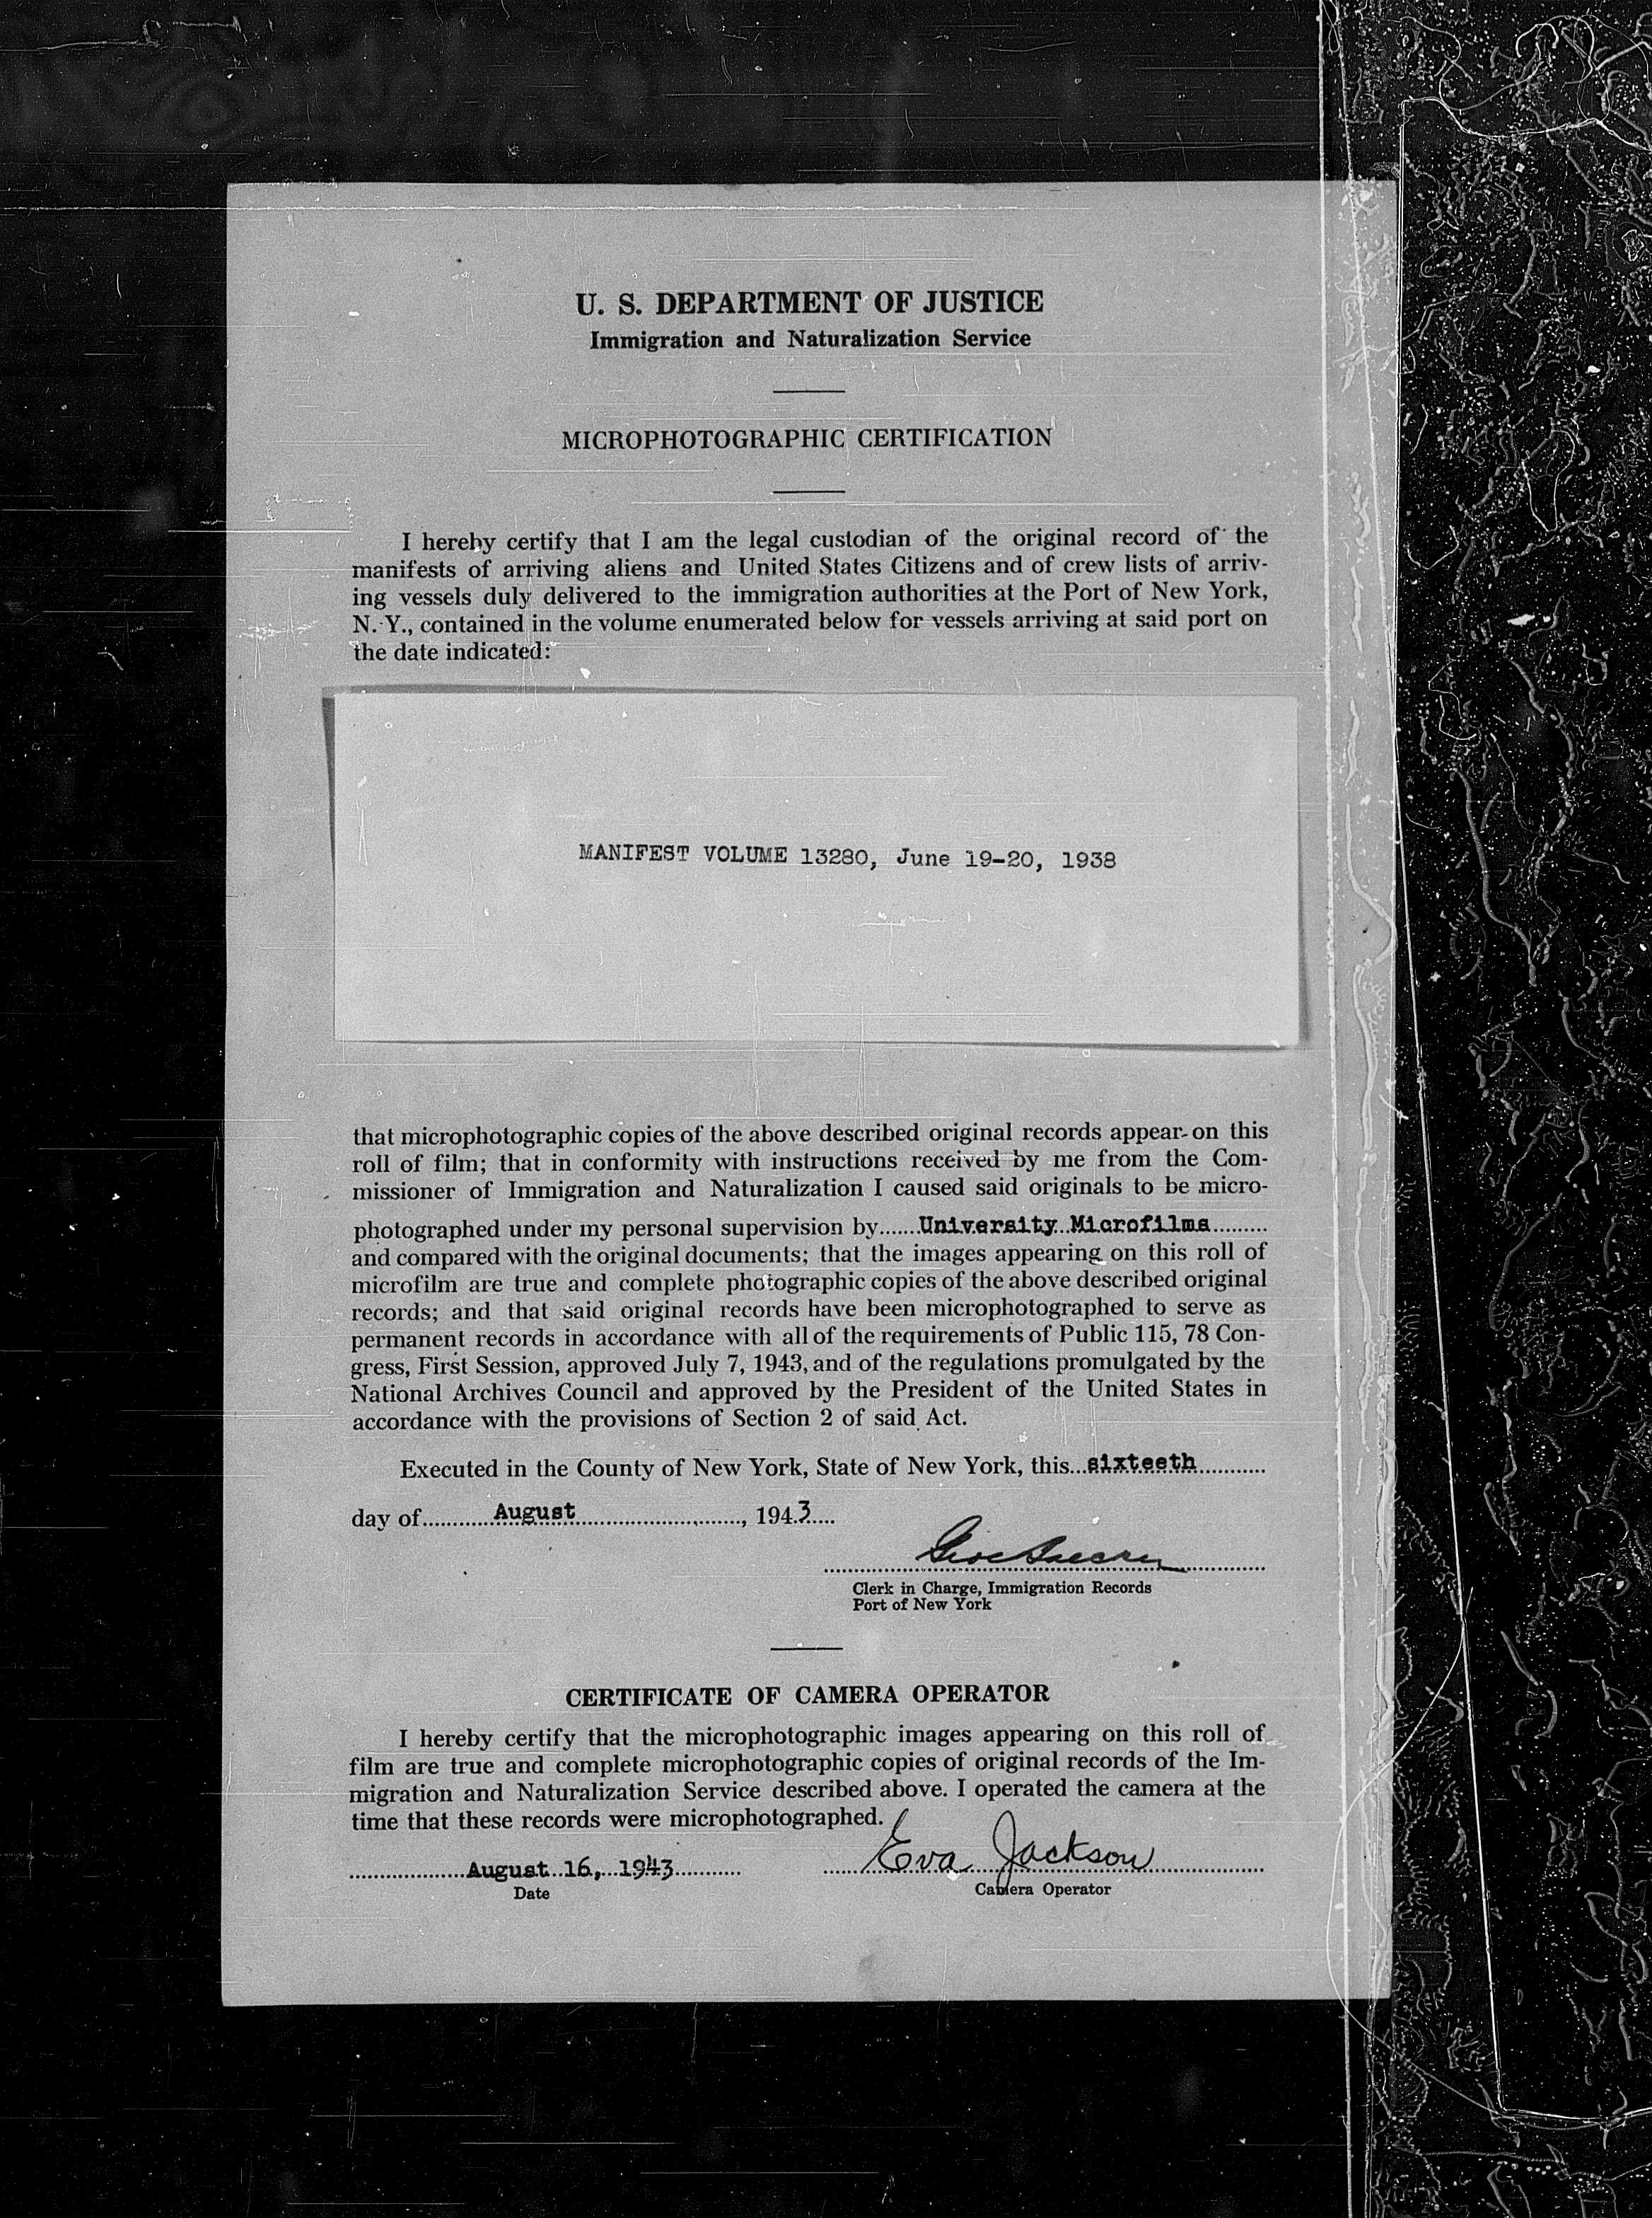 U. S. DEPARTMENT OF JUSTICE
Immigration and Naturalization Service
MICROPHOTOGRAPHIC CERTIFICATION
I hereby certify that I am the legal custodian of the original record of the
manifests of arriving aliens and United States Citizens and of crew lists of arriv-
ing vessels duly delivered to the immigration authorities at the Port of New York,
N. Y., contained in the volume enumerated below for vessels arriving at said port on
the date indicated:
MANIFEST VOLUME 13280, June 19-20, 1938
that microphotographic copies of the above described original records appear on this
roll of film; that in conformity with instructions received by me from the Com-
missioner of Immigration and Naturalization I caused said originals to be micro-
photographed under my personal supervision by University Microfilms
and compared with the original documents; that the images appearing on this roll of
microfilm are true and complete photographic copies of the above described original
records; and that said original records have been microphotographed to serve as
permanent records in accordance with all of the requirements of Public 115, 78 Con-
gress, First Session, approved July 7, 1943, and of the regulations promulgated by the
National Archives Council and approved by the President of the United States in
accordance with the provisions of Section 2 of said Act.
Executed in the County of New York, State of New York, this sixteeth
day of August, 1943
Clerk in Charge, Immigration Records
Port of New York
CERTIFICATE OF CAMERA OPERATOR
I hereby certify that the microphotographic images appearing on this roll of
film are true and complete microphotographic copies of original records of the Im-
migration and Naturalization Service described above. I operated the camera at the
time that these records were microphotographed.
August 16, 1943 Eva Jackson
Date Camera Operator